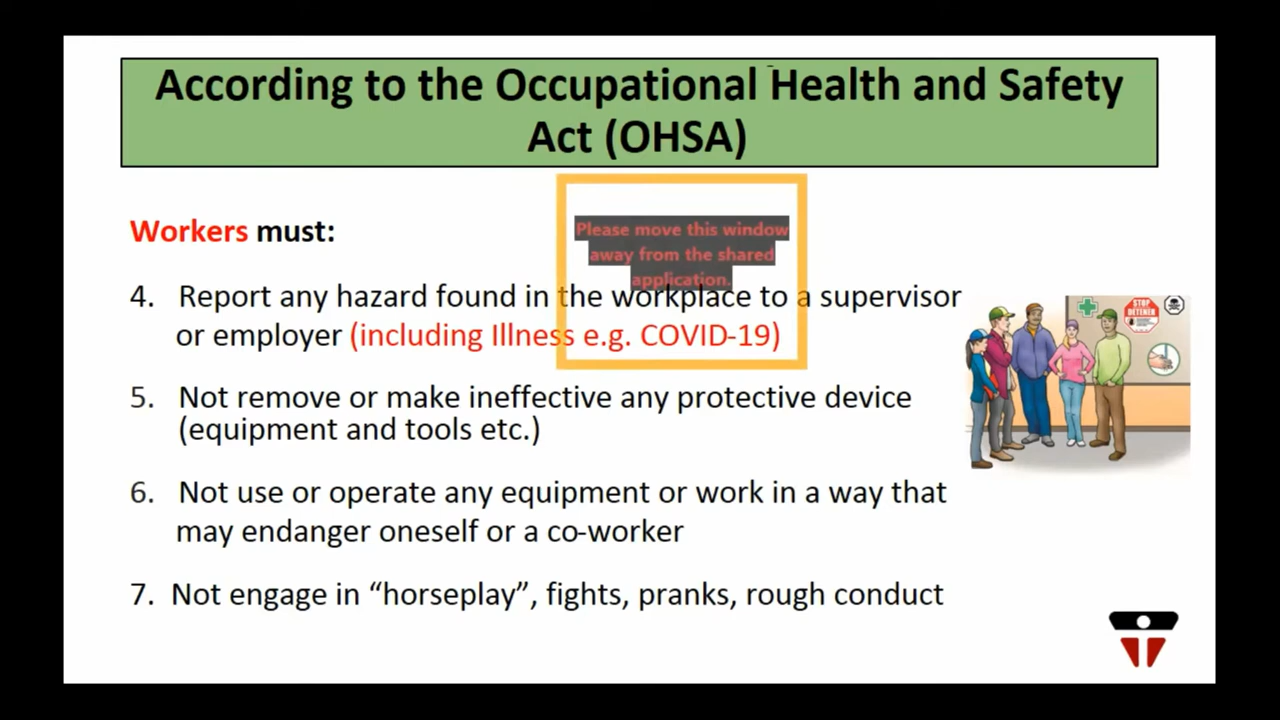 According to the Occupational Health and Safety
Act (OHSA)
Workers must:
Please move this window
away from the shared
application.
4. Report any hazard found in the workplace to a supervisor
or employer (including Illness e.g. COVID-19)
5. Not remove or make ineffective any protective device
(equipment and tools etc.)
6. Not use or operate any equipment or work in a way that
may endanger oneself or a co-worker
7. Not engage in “horseplay”, fights, pranks, rough conduct
STOP
DETENER